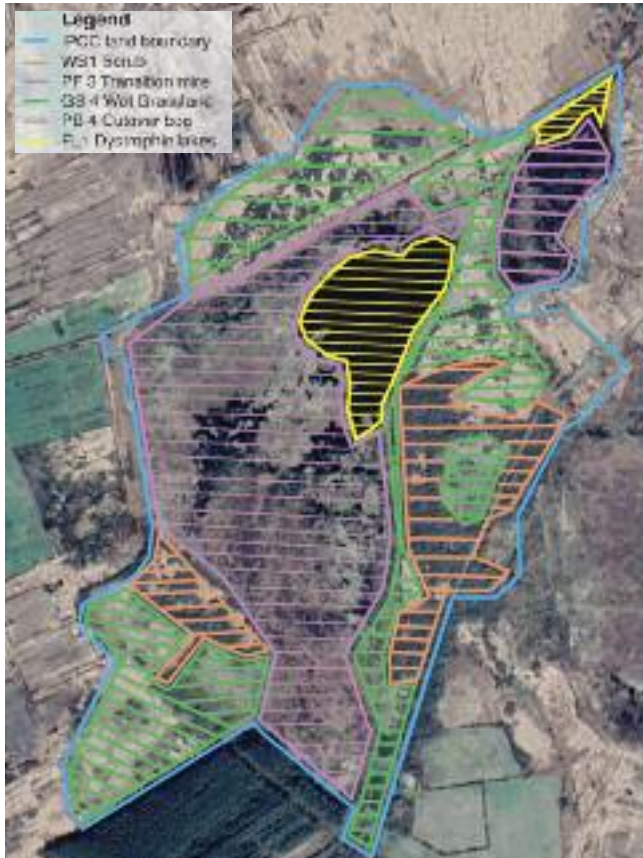 Legend
IPCC land boundary
WS1 Scrub
PF 3 Transition mire
GS 4 Wet Grassland
PB 4 Cutover bog
FL1 Dystrophic lakes